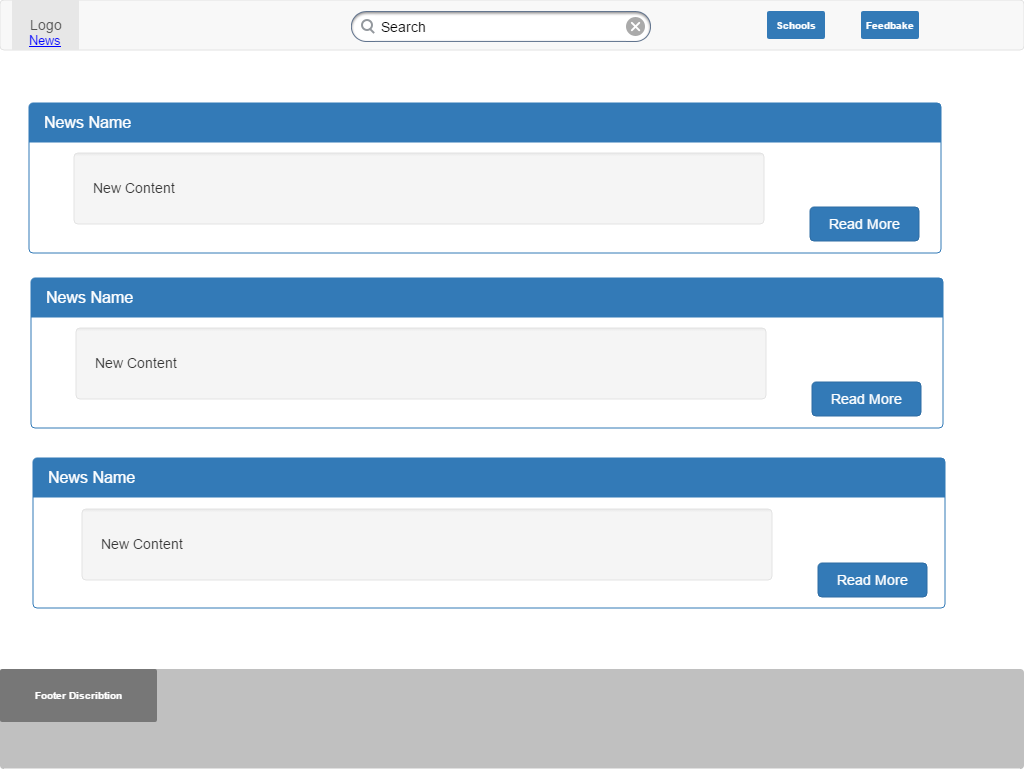 Logo
News
Search
Schools
Feedbake
News Name
New Content
Read More
News Name
New Content
Read More
News Name
New Content
Read More
Footer Discribtion